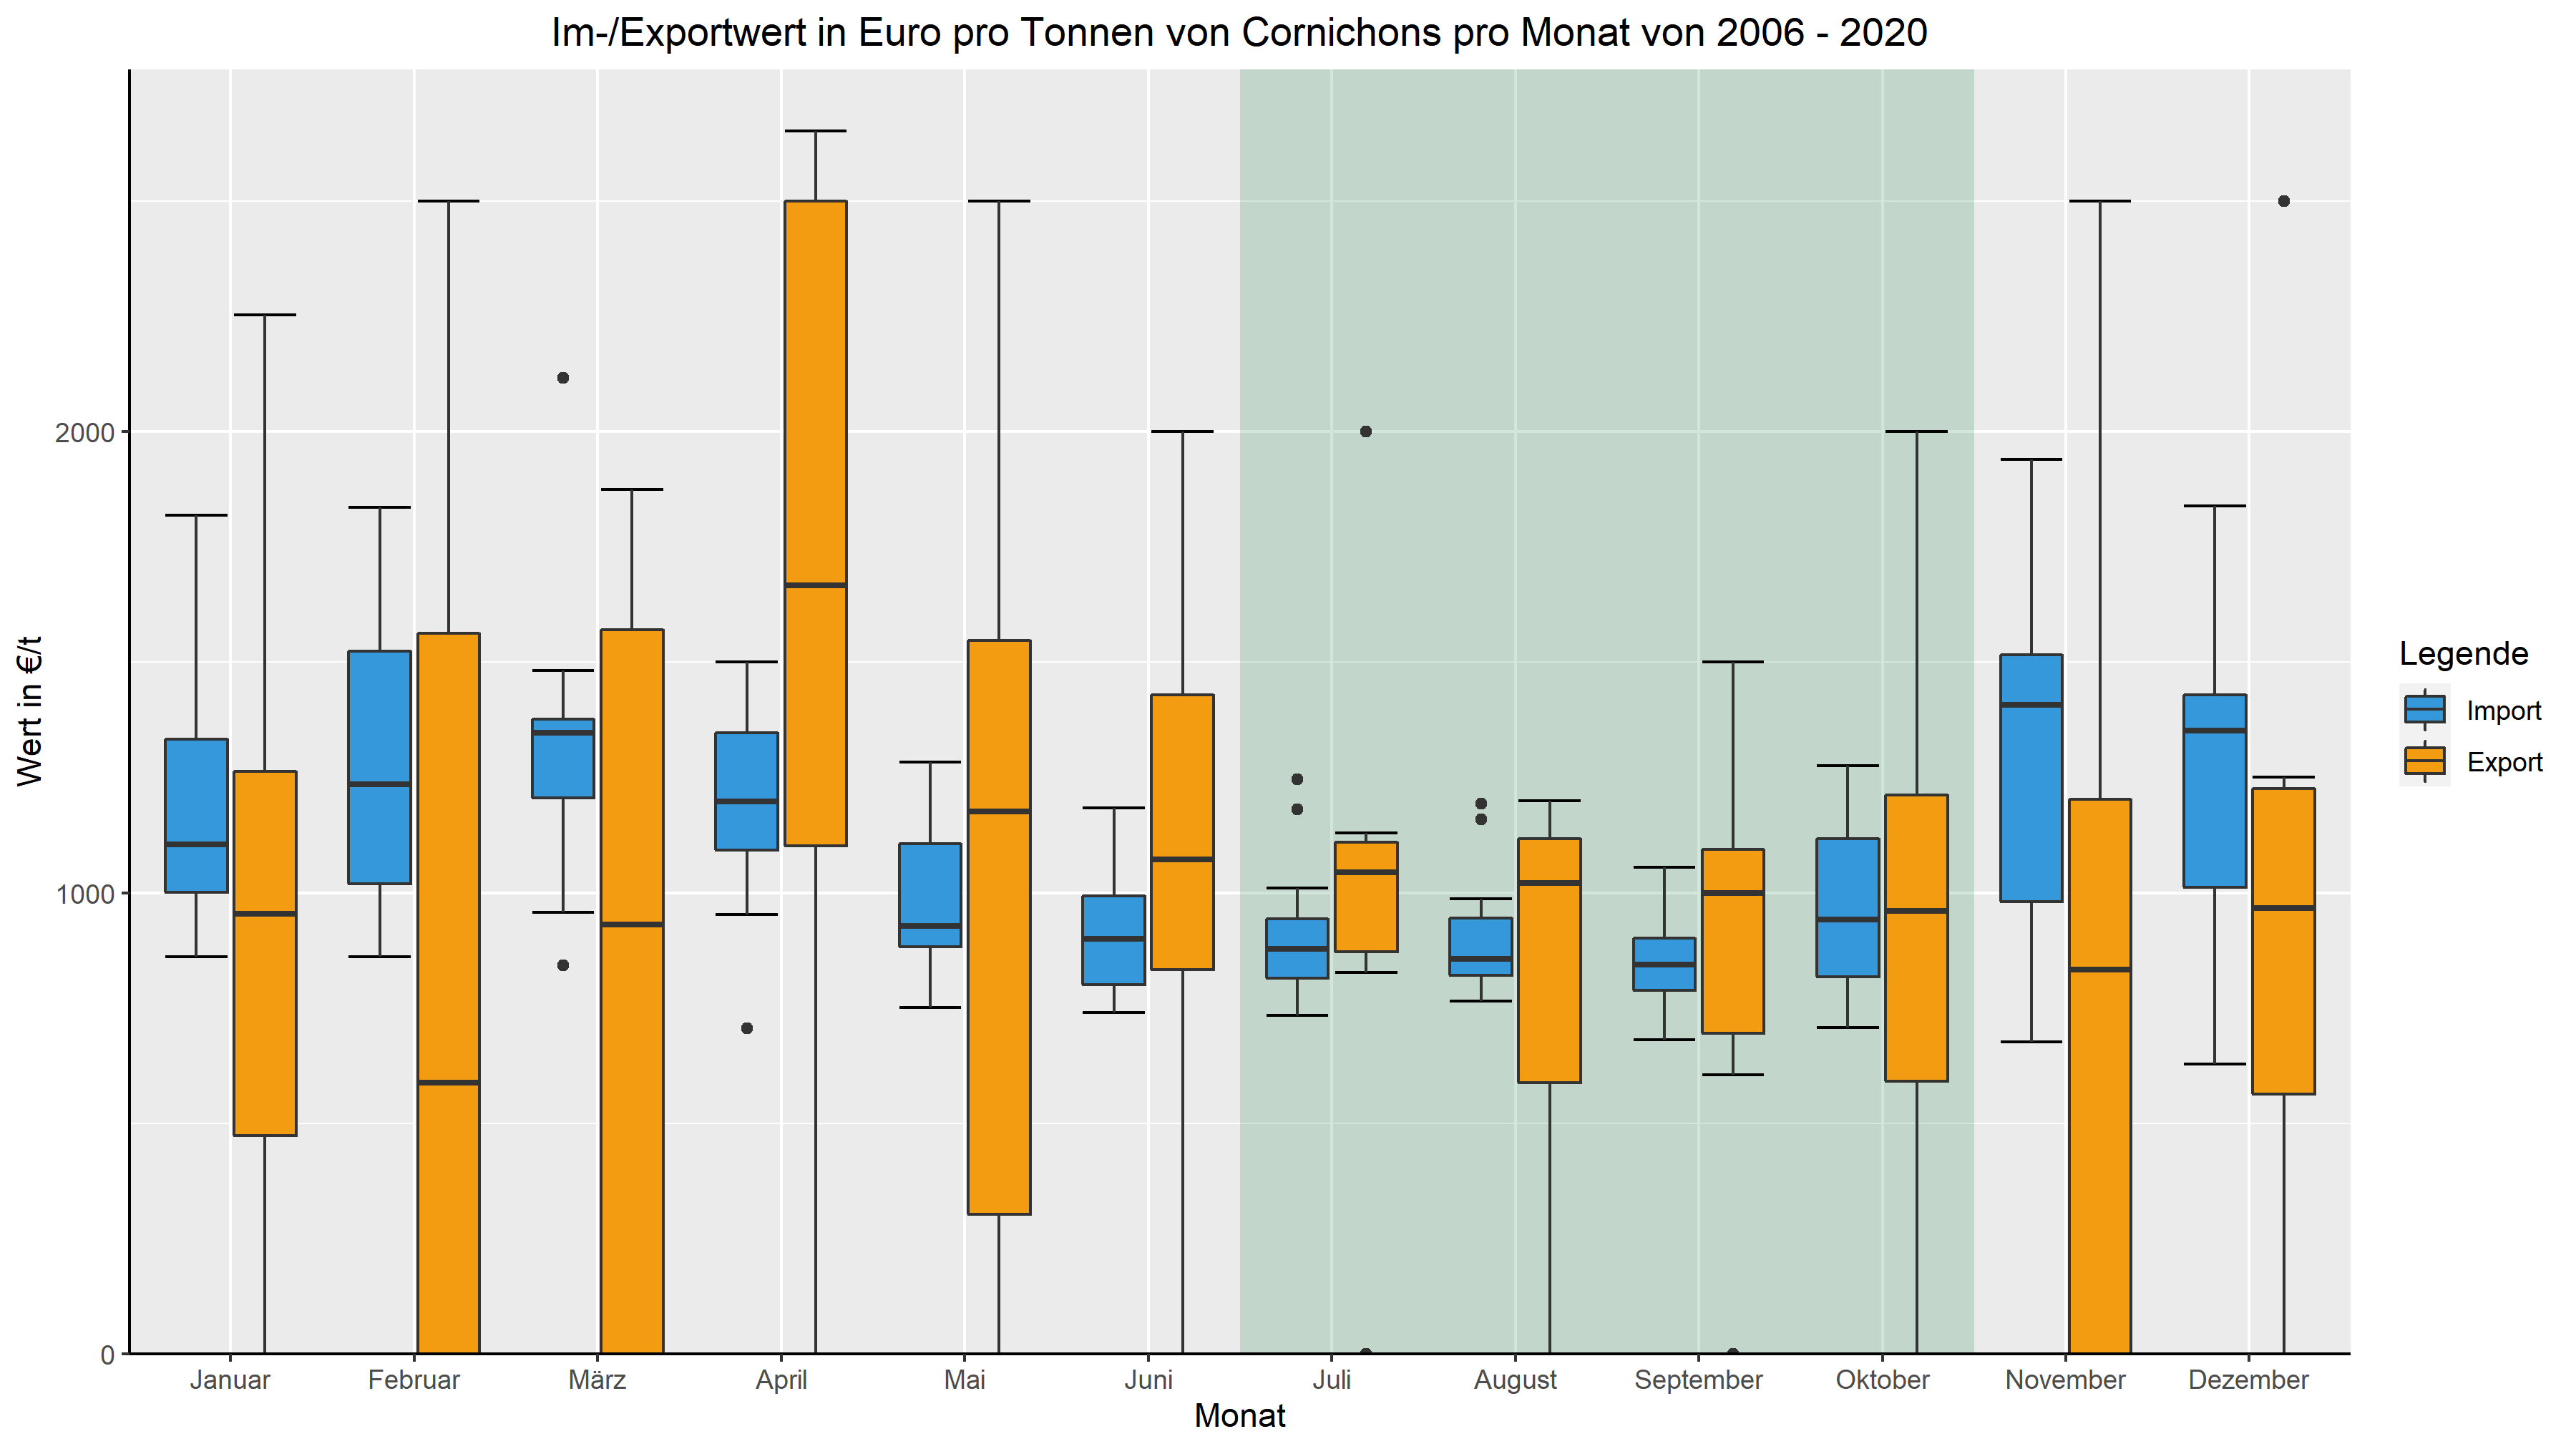 Im-/Exportwert in Euro pro Tonnen von Cornichons pro Monat von 2006 - 2020
Wert in €/t
2000
1000
0
Januar Februar März April Mai Juni Juli August September Oktober November Dezember
Monat
Legende
Import
Export